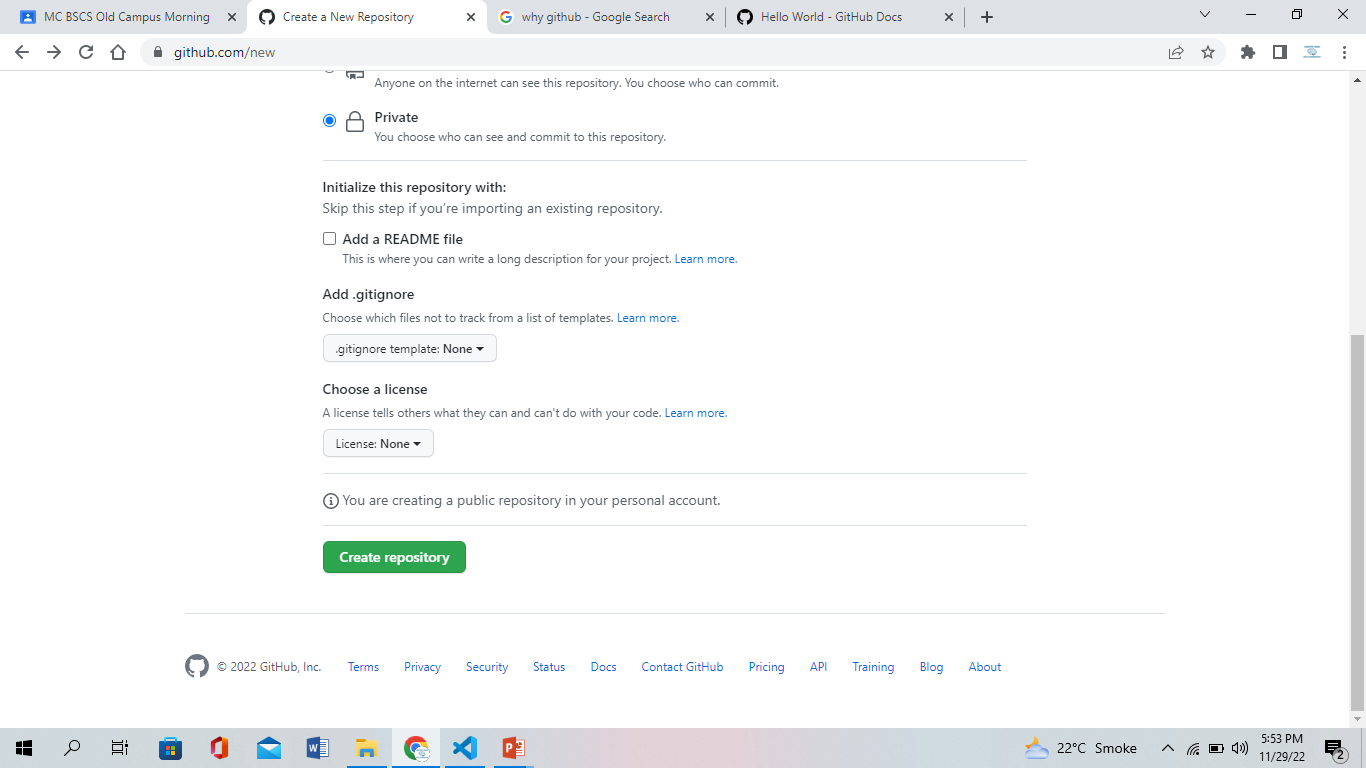 MC BSCS Old Campus Morning
Create a New Repository
why github - Google Search
Hello World - GitHub Docs
github.com/new
Anyone on the internet can see this repository. You choose who can commit.
Private
You choose who can see and commit to this repository.
Initialize this repository with:
Skip this step if you're importing an existing repository.
Add a README file
This is where you can write a long description for your project. Learn more.
Add .gitignore
Choose which files not to track from a list of templates. Learn more.
.gitignore template: None
Choose a license
A license tells others what they can and can't do with your code. Learn more.
License: None
You are creating a public repository in your personal account.
Create repository
© 2022 GitHub, Inc. Terms Privacy Security Status Docs Contact GitHub Pricing API Training Blog About
22°C Smoke
5:53 PM
11/29/22
2